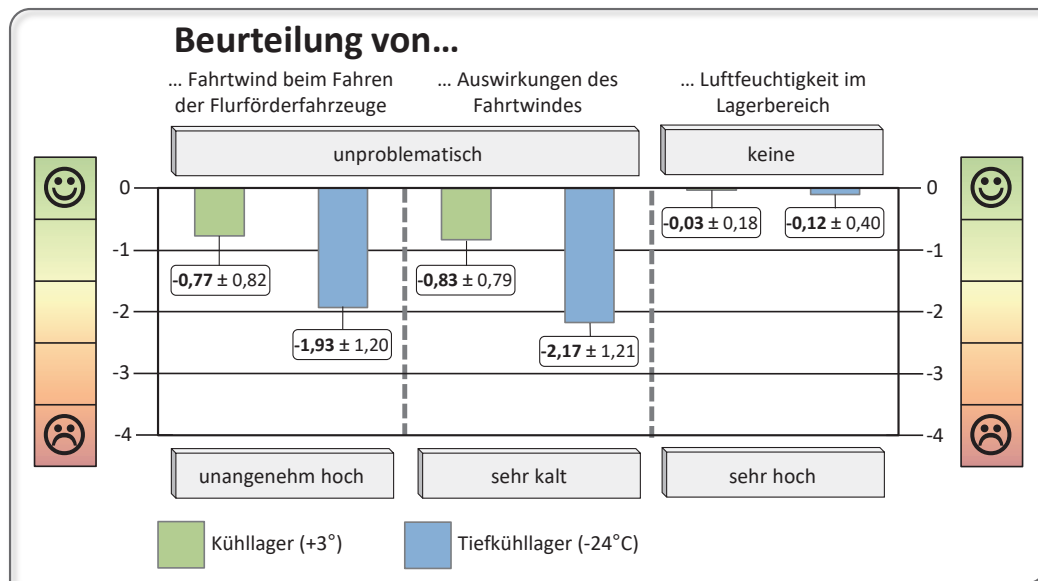 Beurteilung von...
... Fahrtwind beim Fahren
der Flurförderfahrzeuge
... Auswirkungen des
Fahrtwindes
... Luftfeuchtigkeit im
Lagerbereich
unproblematisch
keine
0
-1
-2
-3
-4
0
-1
-2
-3
-4
-0,77 ± 0,82
-1,93 ± 1,20
-0,83 ± 0,79
-2,17 ± 1,21
-0,03 ± 0,18
-0,12 ± 0,40
unangenehm hoch
sehr kalt
sehr hoch
Kühllager (+3°)
Tiefkühllager (-24°C)